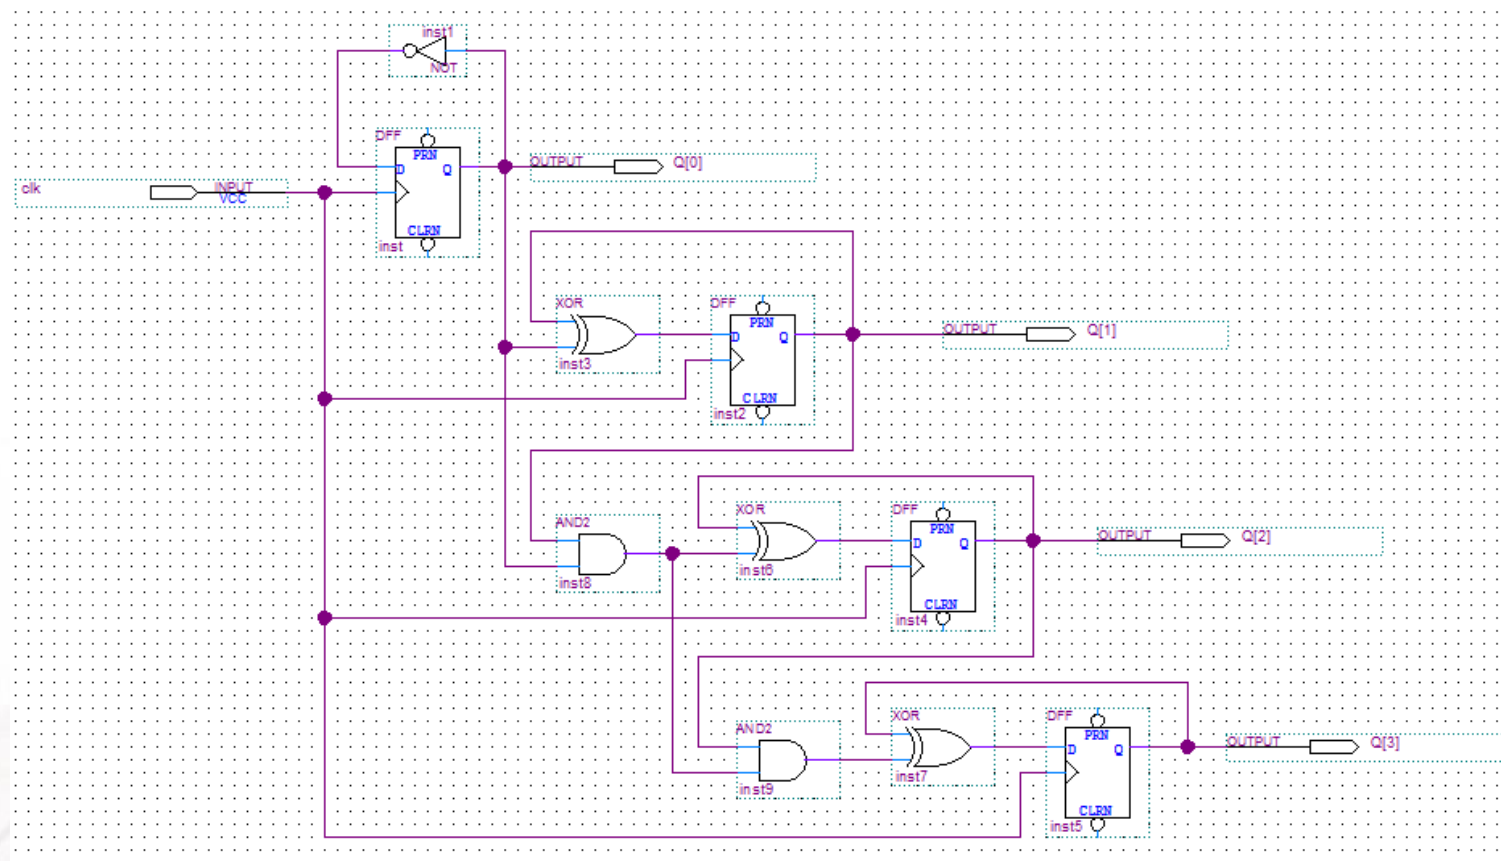 inst1
NOT
DFF
PRN
D
Q
CLRN
inst
clk
INPUT
VCC
OUTPUT
Q[0]
XOR
inst3
DFF
PRN
D
Q
CLRN
inst2
OUTPUT
Q[1]
AND2
inst8
XOR
inst6
DFF
PRN
D
Q
CLRN
inst4
OUTPUT
Q[2]
AND2
inst9
XOR
inst7
DFF
PRN
D
Q
CLRN
inst5
OUTPUT
Q[3]